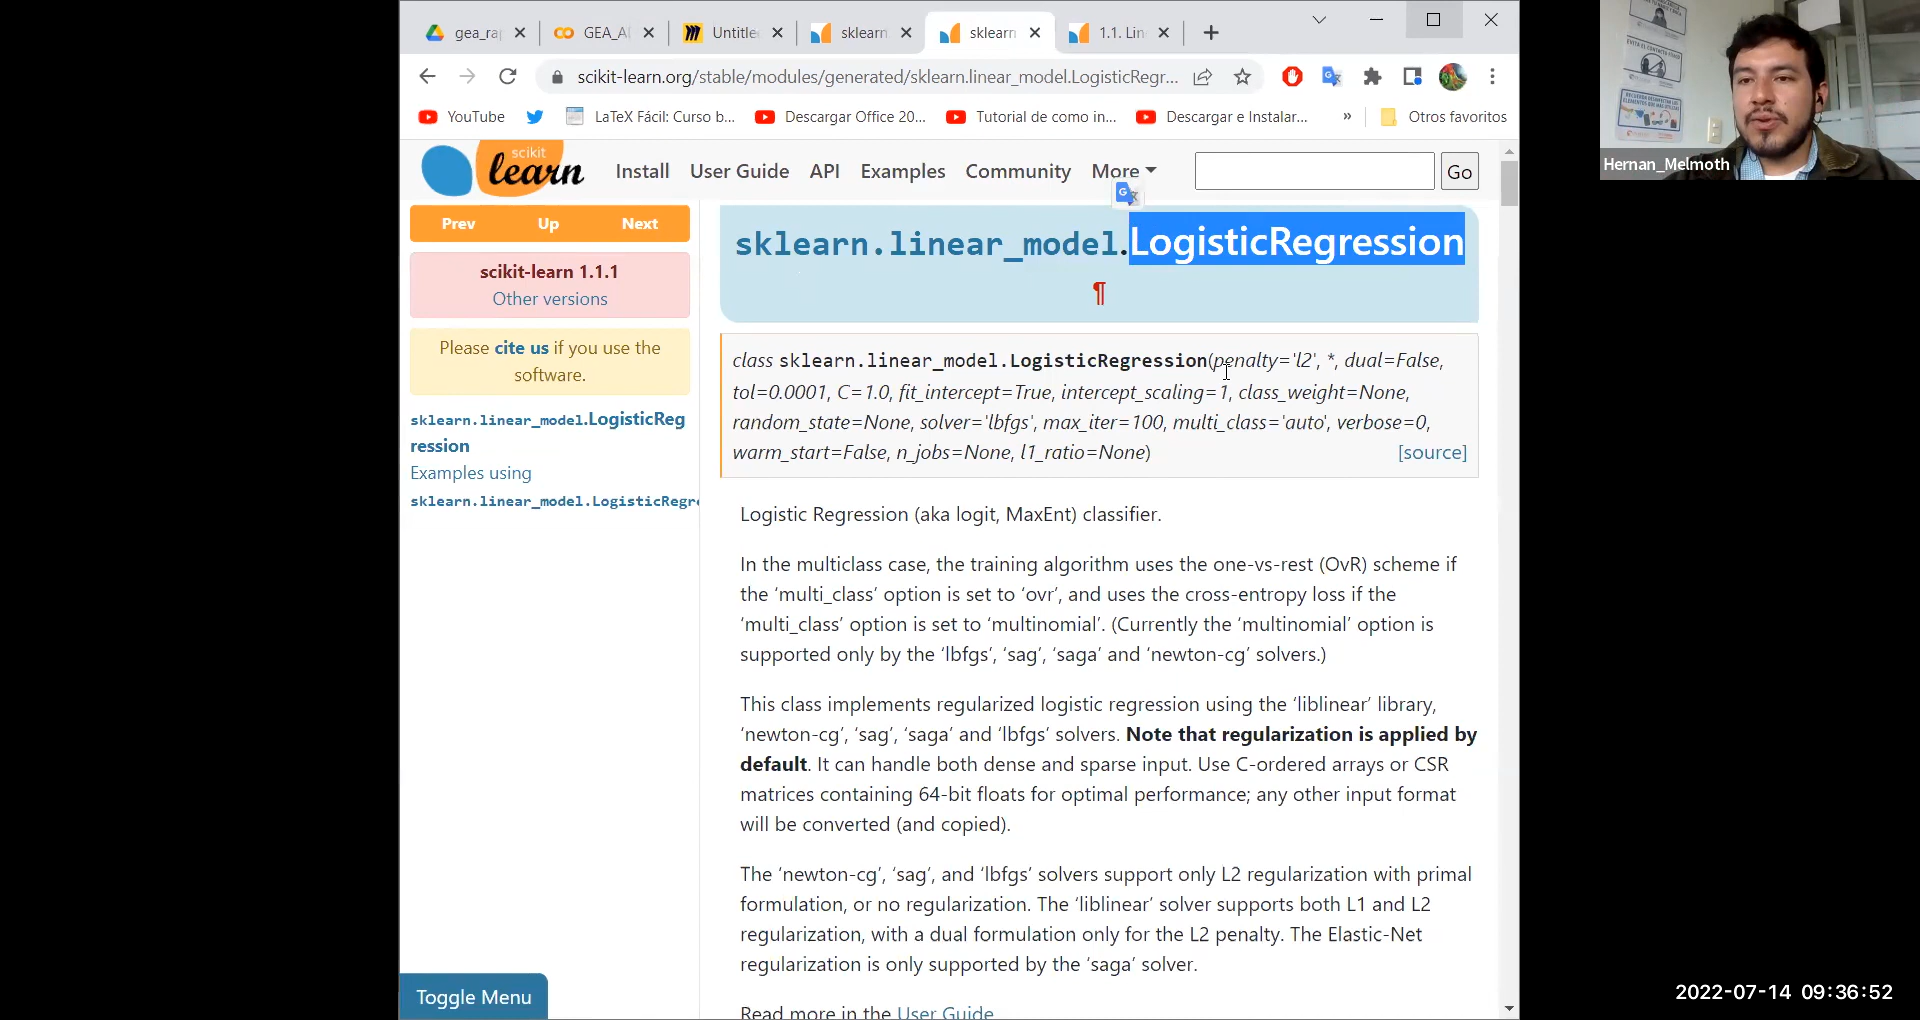 gea_ra
GEA_A
Untitle
sklearn
sklearn
1.1. Lin
scikit-learn.org/stable/modules/generated/sklearn.linear_model.LogisticRegr...
YouTube
LaTeX Fácil: Curso b...
Descargar Office 20...
Tutorial de como in...
Descargar e Instalar...
»
Otros favoritos
scikit
learn
Install
User Guide
API
Examples
Community
More
Go
Prev
Up
Next
scikit-learn 1.1.1
Other versions
Please cite us if you use the
software.
sklearn.linear_model.LogisticReg
ression
Examples using
sklearn.linear_model.LogisticRegr
Toggle Menu
sklearn.linear_model.LogisticRegression
¶
class sklearn.linear_model.LogisticRegression(penalty='l2', *, dual=False,
tol=0.0001, C=1.0, fit_intercept=True, intercept_scaling=1, class_weight=None,
random_state=None, solver='lbfgs', max_iter=100, multi_class='auto', verbose=0,
warm_start=False, n_jobs=None, l1_ratio=None)
[source]
Logistic Regression (aka logit, MaxEnt) classifier.
In the multiclass case, the training algorithm uses the one-vs-rest (OvR) scheme if
the ‘multi_class’ option is set to ‘ovr’, and uses the cross-entropy loss if the
‘multi_class’ option is set to ‘multinomial’. (Currently the ‘multinomial’ option is
supported only by the ‘lbfgs’, ‘sag’, ‘saga’ and ‘newton-cg’ solvers.)
This class implements regularized logistic regression using the ‘liblinear’ library,
‘newton-cg’, ‘sag’, ‘saga’ and ‘lbfgs’ solvers. Note that regularization is applied by
default. It can handle both dense and sparse input. Use C-ordered arrays or CSR
matrices containing 64-bit floats for optimal performance; any other input format
will be converted (and copied).
The ‘newton-cg’, ‘sag’, and ‘lbfgs’ solvers support only L2 regularization with primal
formulation, or no regularization. The ‘liblinear’ solver supports both L1 and L2
regularization, with a dual formulation only for the L2 penalty. The Elastic-Net
regularization is only supported by the ‘saga’ solver.
Read more in the User Guide
Hernan_Melmoth
2022-07-14 09:36:52